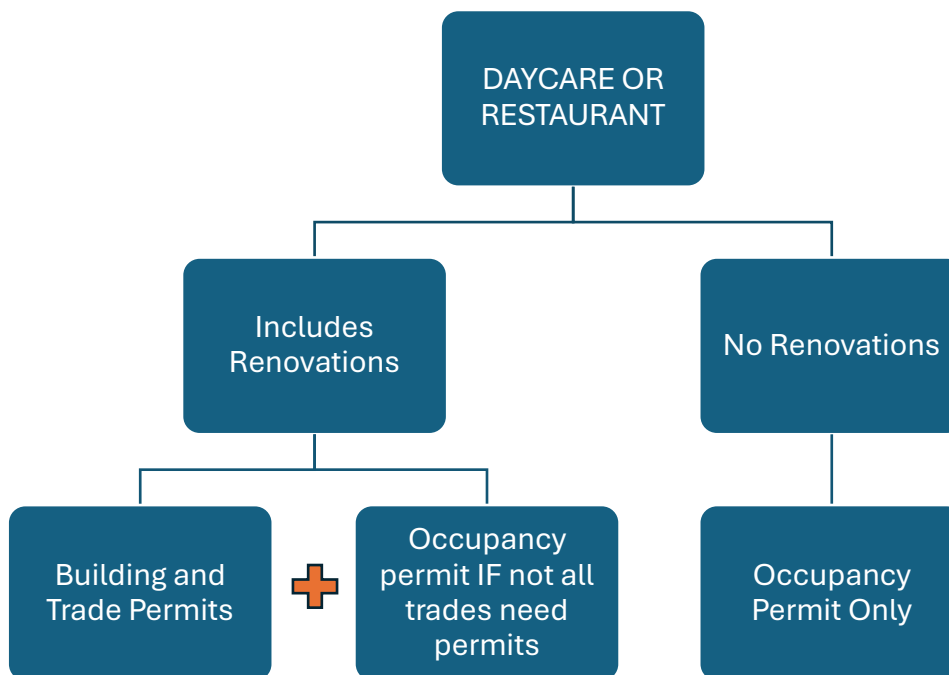 DAYCARE OR
RESTAURANT
Includes
Renovations
No Renovations
Building and
Trade Permits
Occupancy
permit IF not all
trades need
permits
Occupancy
Permit Only